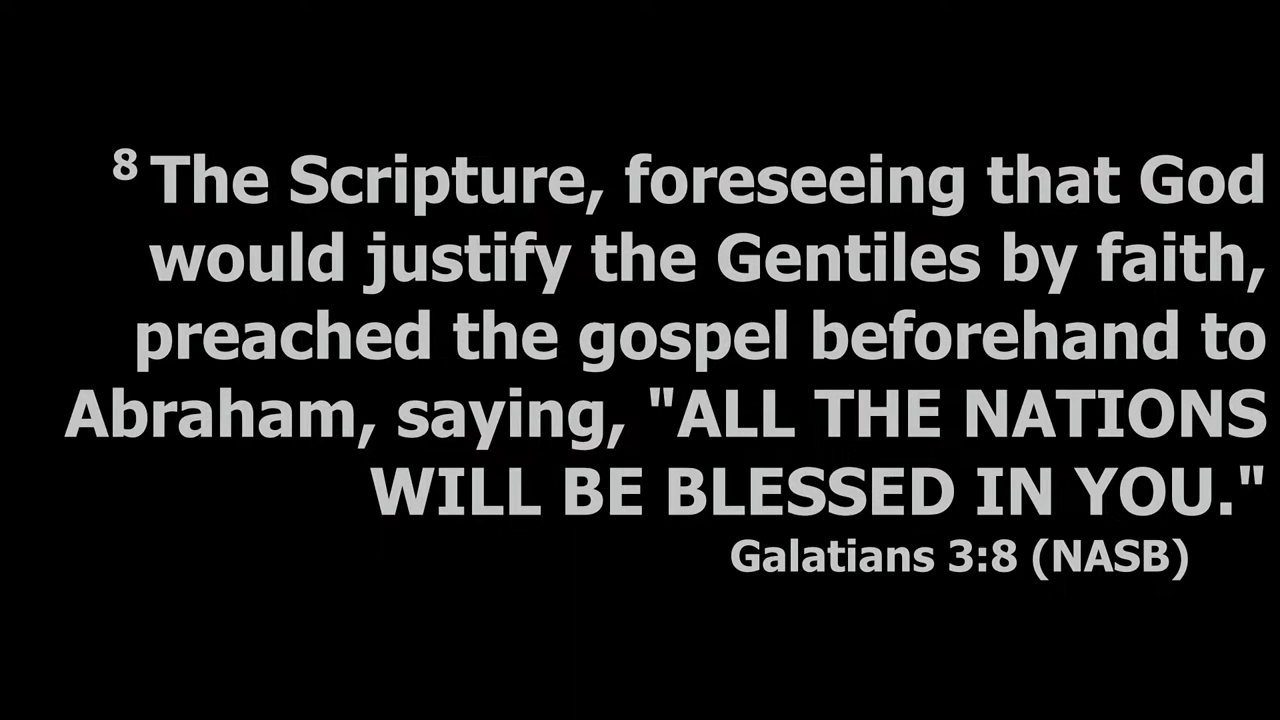 8 The Scripture, foreseeing that God
would justify the Gentiles by faith,
preached the gospel beforehand to
Abraham, saying, "ALL THE NATIONS
WILL BE BLESSED IN YOU."
Galatians 3:8 (NASB)